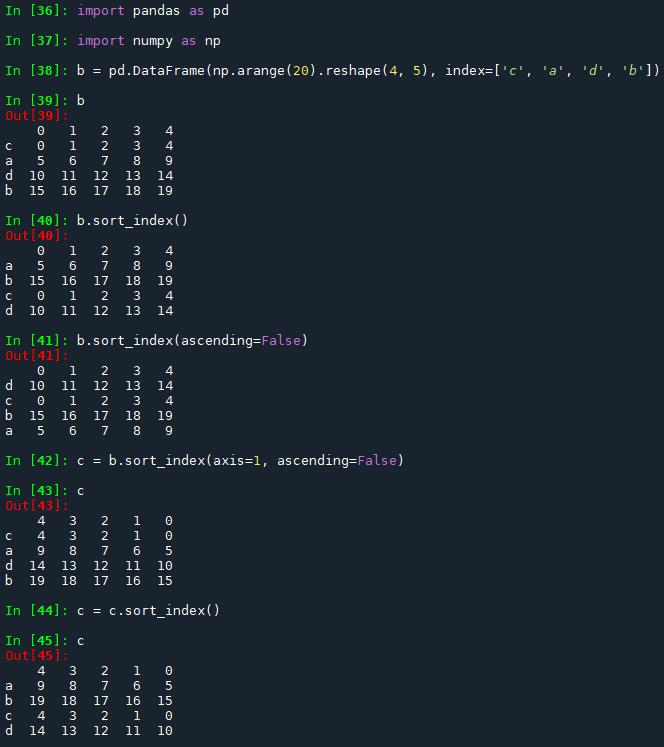 In [36]: import pandas as pd
In [37]: import numpy as np
In [38]: b = pd.DataFrame(np.arange(20).reshape(4, 5), index=['c', 'a', 'd', 'b'])
In [39]: b
Out[39]:
    0   1   2   3   4
c   0   1   2   3   4
a   5   6   7   8   9
d  10  11  12  13  14
b  15  16  17  18  19
In [40]: b.sort_index()
Out[40]:
    0   1   2   3   4
a   5   6   7   8   9
b  15  16  17  18  19
c   0   1   2   3   4
d  10  11  12  13  14
In [41]: b.sort_index(ascending=False)
Out[41]:
    0   1   2   3   4
d  10  11  12  13  14
c   0   1   2   3   4
b  15  16  17  18  19
a   5   6   7   8   9
In [42]: c = b.sort_index(axis=1, ascending=False)
In [43]: c
Out[43]:
    4   3   2   1   0
c   4   3   2   1   0
a   9   8   7   6   5
d  14  13  12  11  10
b  19  18  17  16  15
In [44]: c = c.sort_index()
In [45]: c
Out[45]:
    4   3   2   1   0
a   9   8   7   6   5
b  19  18  17  16  15
c   4   3   2   1   0
d  14  13  12  11  10